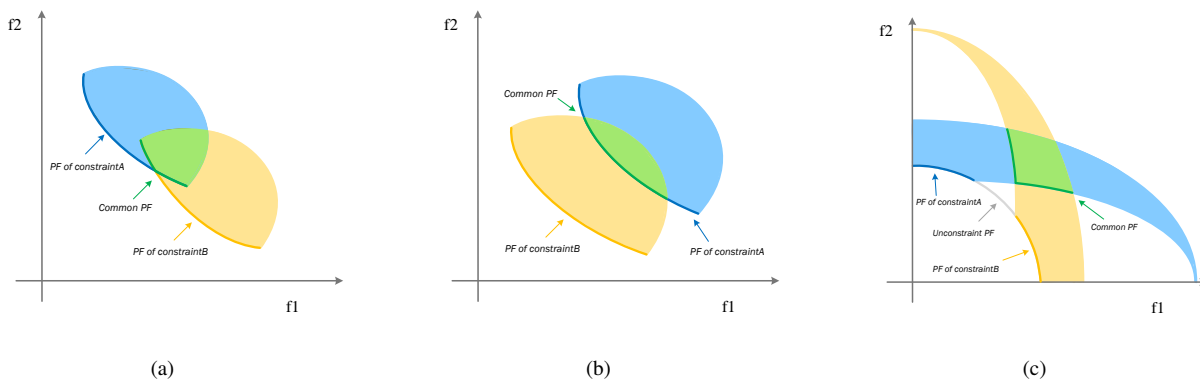 f2
PF of constraintA
Common PF
PF of constraintB
f1
(a)
f2
Common PF
PF of constraintB
PF of constraintA
f1
(b)
f2
PF of constraintA
Unconstraint PF
Common PF
PF of constraintB
f1
(c)